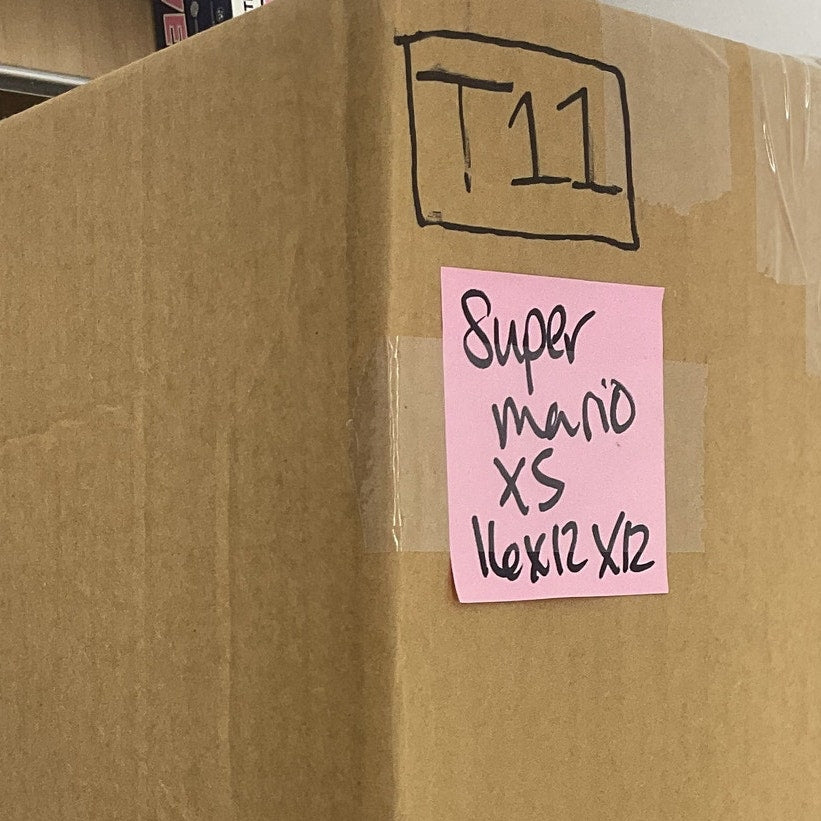 T11
Super
mario
XS
16x12x12